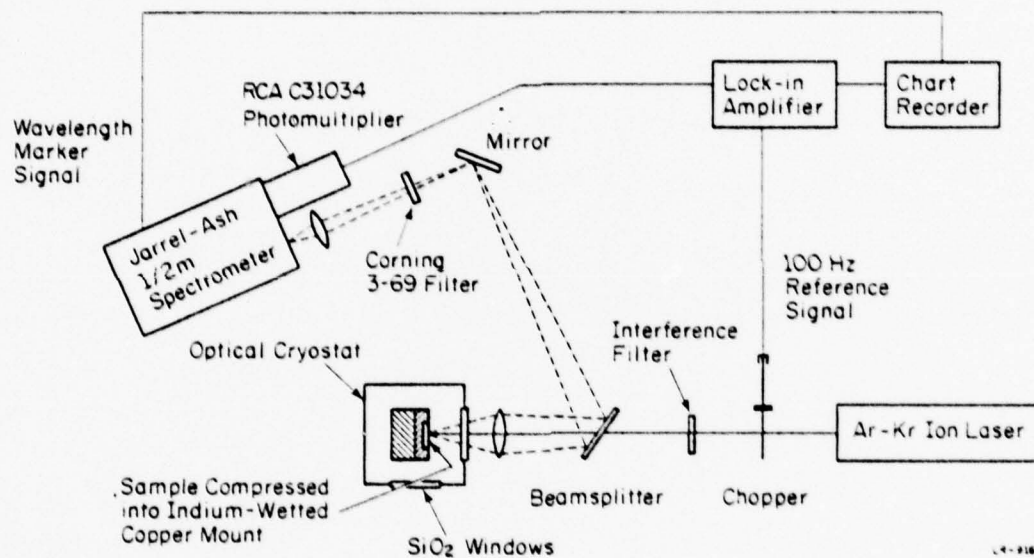 RCA C31034
Photomultiplier
Wavelength
Marker
Signal
Lock-in
Amplifier
Chart
Recorder
Mirror
Jarrel-Ash
1/2m
Spectrometer
Corning
3-69 Filter
100 Hz
Reference
Signal
Interference
Filter
Optical Cryostat
Ar-Kr Ion Laser
Sample Compressed
into Indium-Wetted
Copper Mount
Beamsplitter
Chopper
SiO₂ Windows